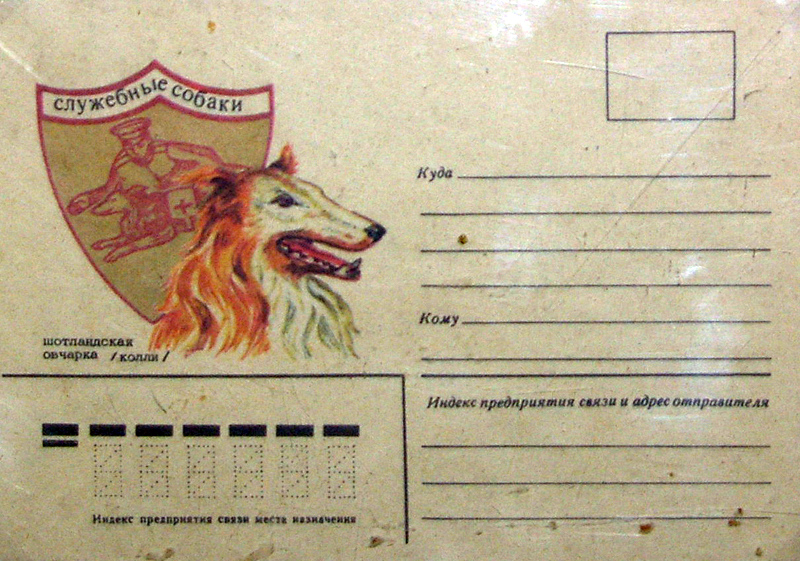 служебные собаки
шотландская
овчарка /колли/
Куда
Кому
Индекс предприятия связи и адрес отправителя
Индекс предприятия связи места назначения